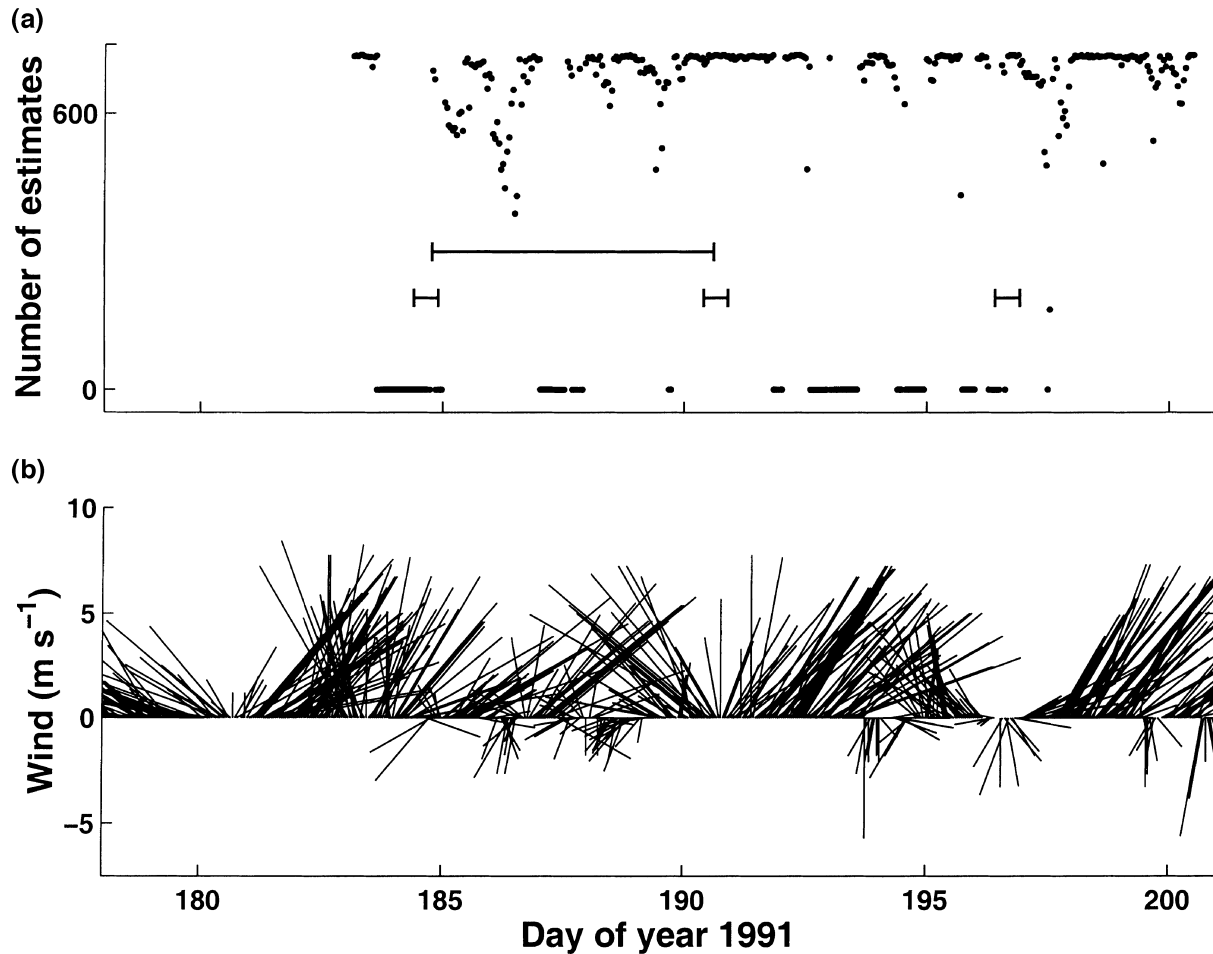 (a)
Number of estimates
600
0
(b)
Wind (m s⁻¹)
10
5
0
−5
180 185 190 195 200
Day of year 1991